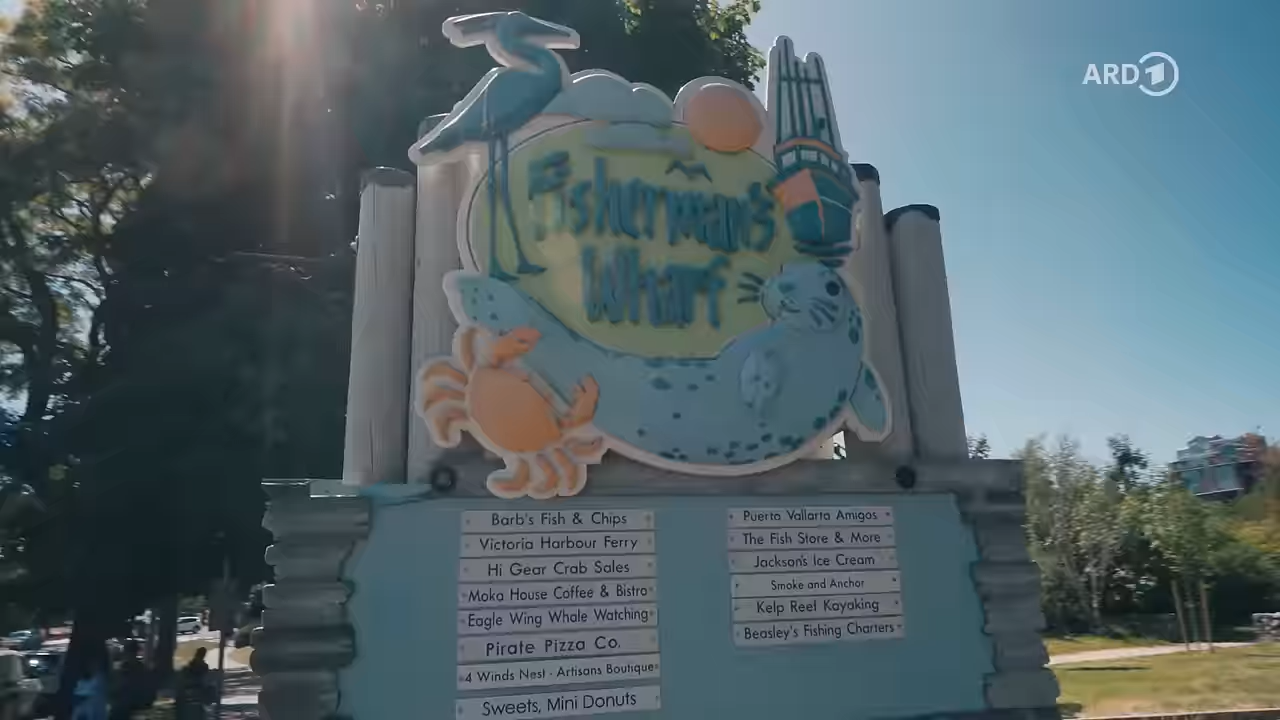 ARD 1
Fisherman's
Wharf
Barb's Fish & Chips
Victoria Harbour Ferry
Hi Gear Crab Sales
Moka House Coffee & Bistro
Eagle Wing Whale Watching
Pirate Pizza Co.
4 Winds Nest - Artisans Boutique
Sweets, Mini Donuts
Puerto Vallarta Amigos
The Fish Store & More
Jackson's Ice Cream
Smoke and Anchor
Kelp Reef Kayaking
Beasley's Fishing Charters